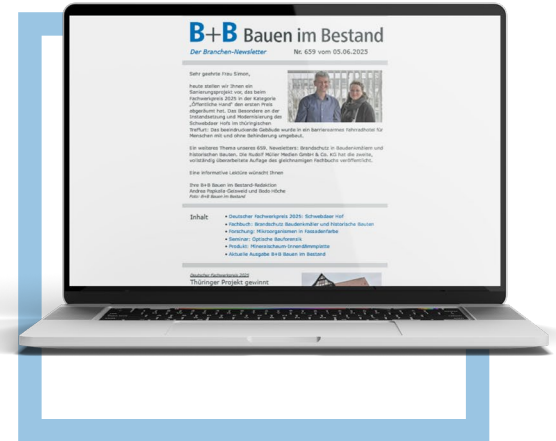 B+B Bauen im Bestand
Der Branchen-Newsletter Nr. 659 vom 05.06.2025
Sehr geehrte Frau Simon,
heute stellen wir Ihnen ein
Sanierungsprojekt vor, das beim
Fachwerkpreis 2025 in der Kategorie
„Öffentliche Hand“ den ersten Preis
abgeräumt hat. Das Besondere an der
Instandsetzung und Modernisierung des
Schwebdaer Hofs im thüringischen
Treffurt: Das beeindruckende Gebäude wurde in ein barrierearmes Fahrradhotel für
Menschen mit und ohne Behinderung umgebaut.
Ein weiteres Thema unseres 659. Newsletters: Brandschutz in Baudenkmälern und
historischen Bauten. Die Rudolf Müller Medien GmbH & Co. KG hat die zweite,
vollständig überarbeitete Auflage des gleichnamigen Fachbuchs veröffentlicht.
Eine informative Lektüre wünscht Ihnen
Ihre B+B Bauen im Bestand-Redaktion
Andrea Papkalla-Geisweid und Bodo Hilche
Foto: B+B Bauen im Bestand
Inhalt
• Deutscher Fachwerkpreis 2025: Schwebdaer Hof
• Fachbuch: Brandschutz Baudenkmäler und historische Bauten
• Forschung: Mikroorganismen in Fassadenfarbe
• Seminar: Optische Bauforensik
• Produkt: Mineralschaum-Innendämmplatte
• Aktuelle Ausgabe B+B Bauen im Bestand
Deutscher Fachwerkpreis 2025
Thüringer Projekt gewinnt